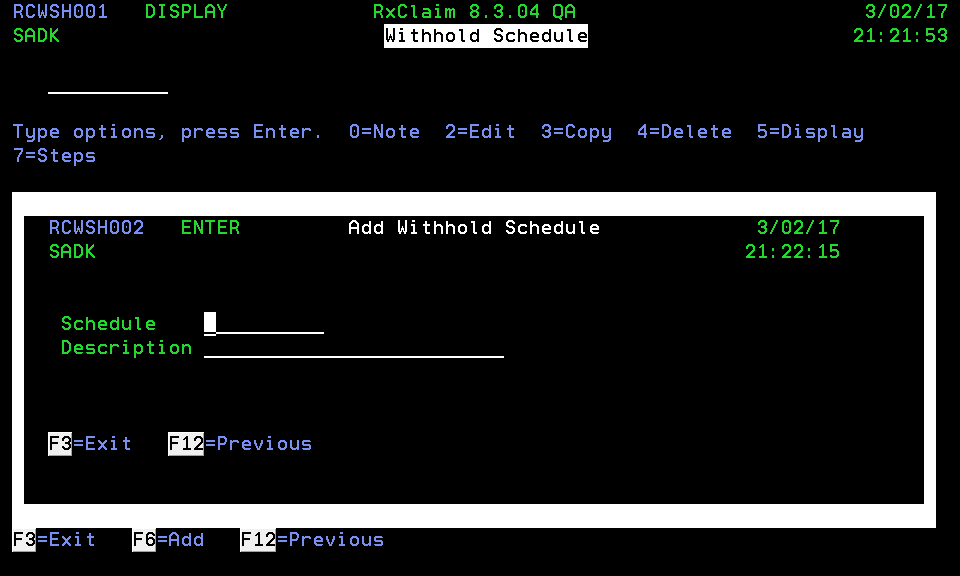 RCWSH001 DISPLAY RxClaim 8.3.04 QA 3/02/17
SADK Withhold Schedule 21:21:53
Type options, press Enter. 0=Note 2=Edit 3=Copy 4=Delete 5=Display
7=Steps
RCWSH002 ENTER Add Withhold Schedule 3/02/17
SADK 21:22:15
Schedule
Description
F3=Exit F12=Previous
F3=Exit F6=Add F12=Previous